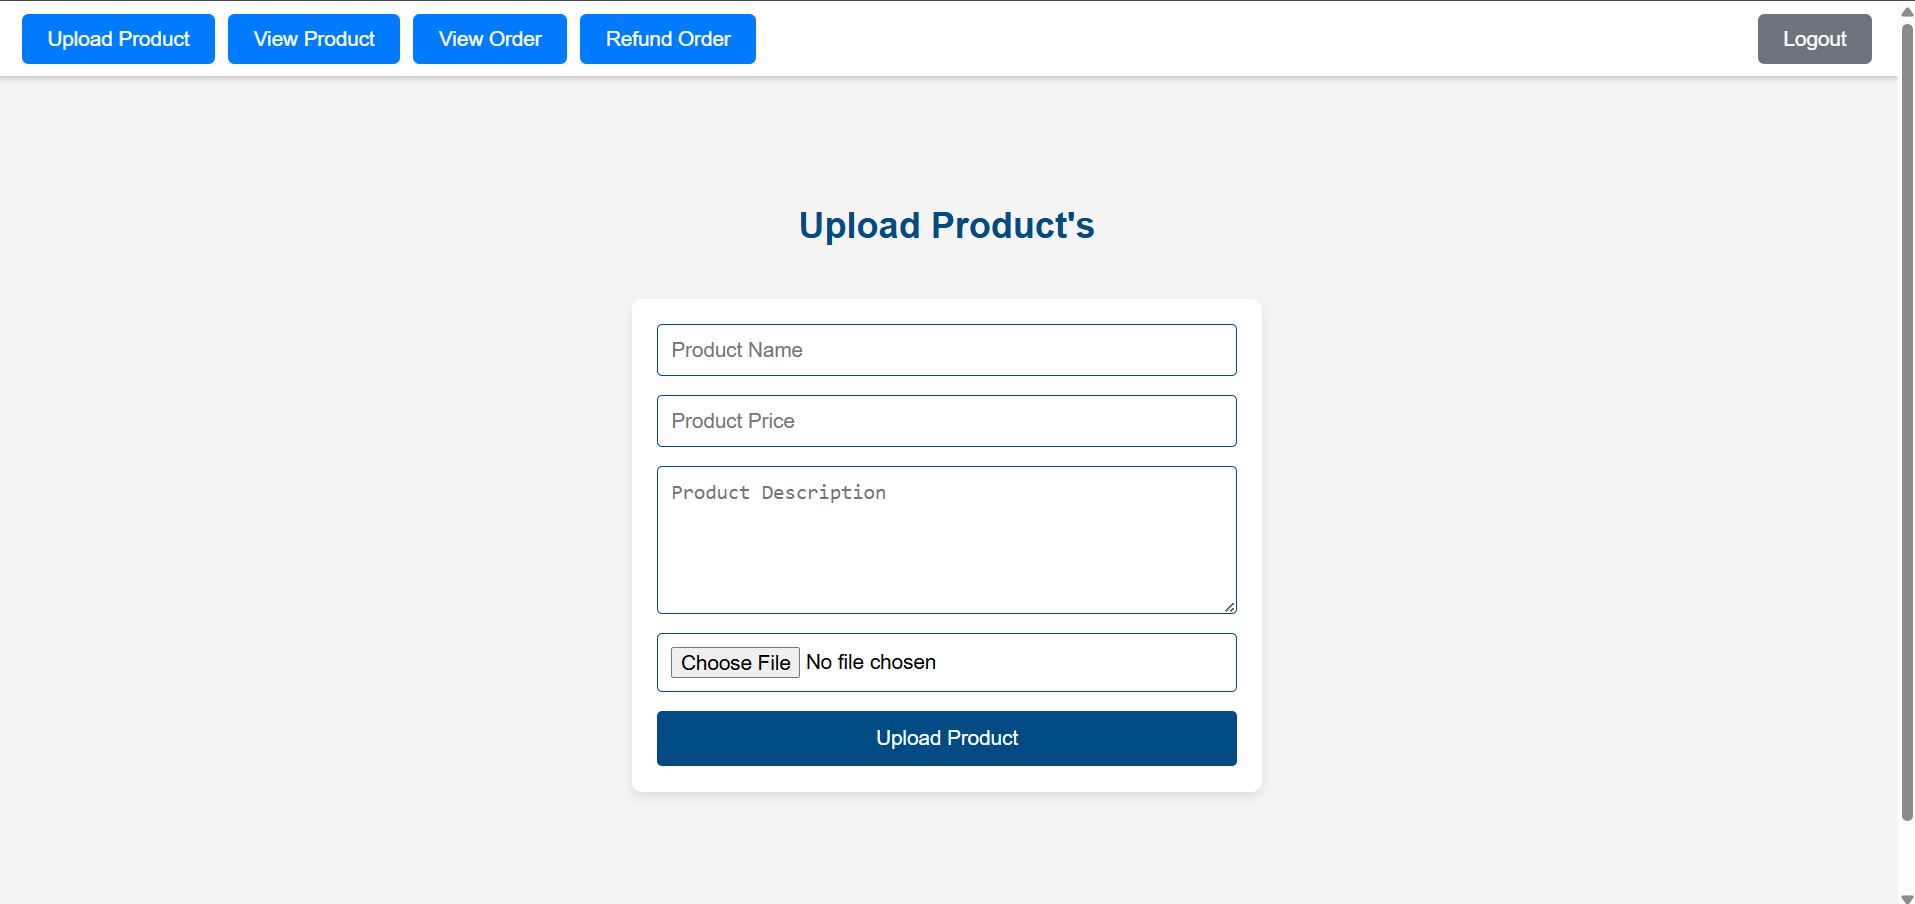 Upload Product View Product View Order Refund Order Logout
Upload Product's
Product Name
Product Price
Product Description
Choose File No file chosen
Upload Product